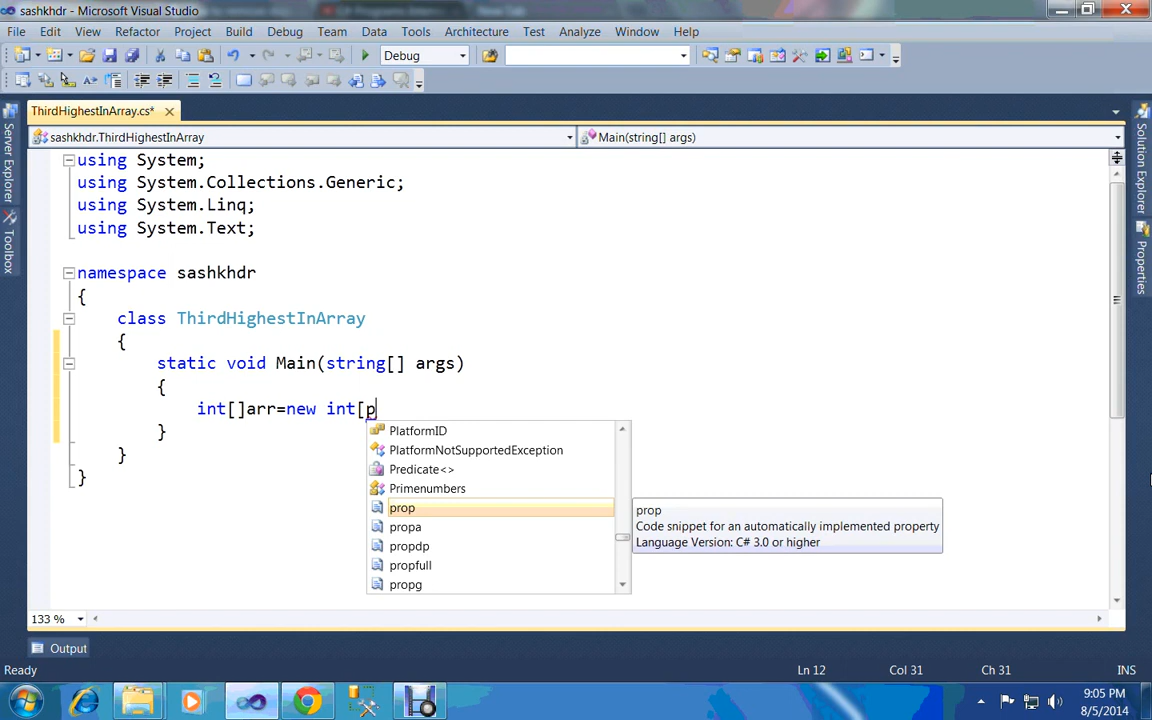 sashkhdr - Microsoft Visual Studio
File Edit View Refactor Project Build Debug Team Data Tools Architecture Test Analyze Window Help
Debug
ThirdHighestInArray.cs*
sashkhdr.ThirdHighestInArray Main(string[] args)
Server Explorer
Toolbox
using System;
using System.Collections.Generic;
using System.Linq;
using System.Text;
namespace sashkhdr
{
class ThirdHighestInArray
{
static void Main(string[] args)
{
int[]arr=new int[p
}
}
}
PlatformID
PlatformNotSupportedException
Predicate<>
Primenumbers
prop
propa
propdp
propfull
propg
prop
Code snippet for an automatically implemented property
Language Version: C# 3.0 or higher
Solution Explorer
Properties
133 %
Output
Ready Ln 12 Col 31 Ch 31 INS
9:05 PM
8/5/2014